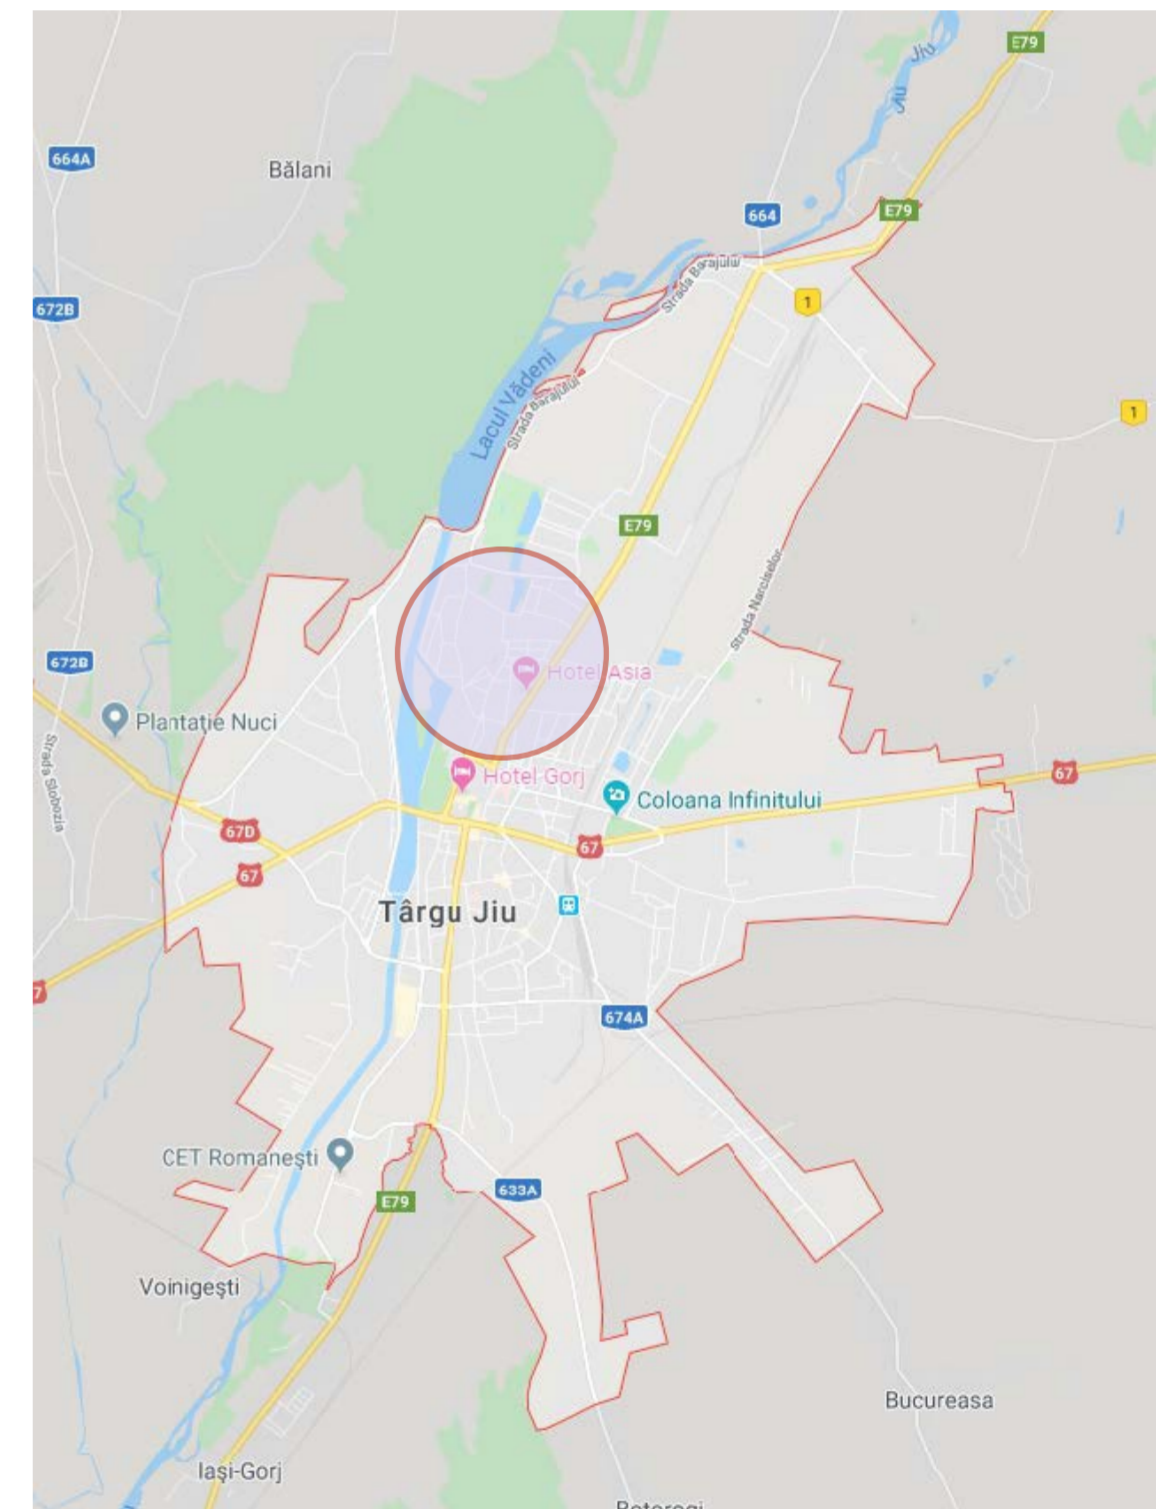 Jiu
E79
Jiu
664A
Bălani
664
E79
Strada Barajului
1
672B
Lacul Vădeni
Strada Barajului
1
E79
Strada Narciselor
672B
Hotel Asia
Plantație Nuci
Strada Slobozia
Hotel Gorj
67
Coloana Infinitului
67D
67
67
Târgu Jiu
7
674A
CET Romanești
633A
E79
Voinigești
Bucureasa
Iași-Gorj